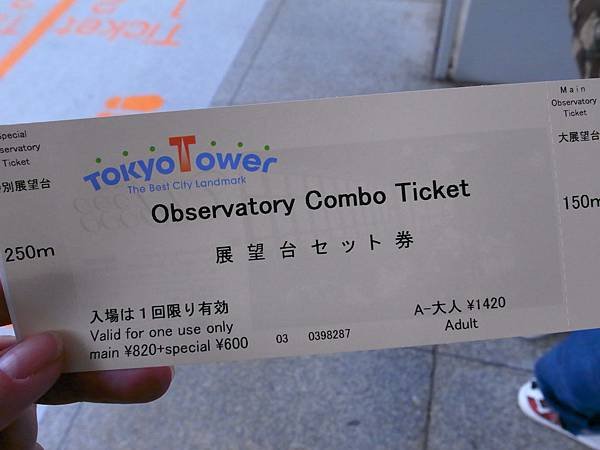 Special
Observatory
Ticket
特別展望台
250m
TOKYO Tower
The Best City Landmark
Observatory Combo Ticket
展望台セット券
入場は1回限り有効
Valid for one use only
main ¥820+special ¥600
03 0398287
A-大人 ¥1420
Adult
Main
Observatory
Ticket
大展望台
150m
Ticket
1
2